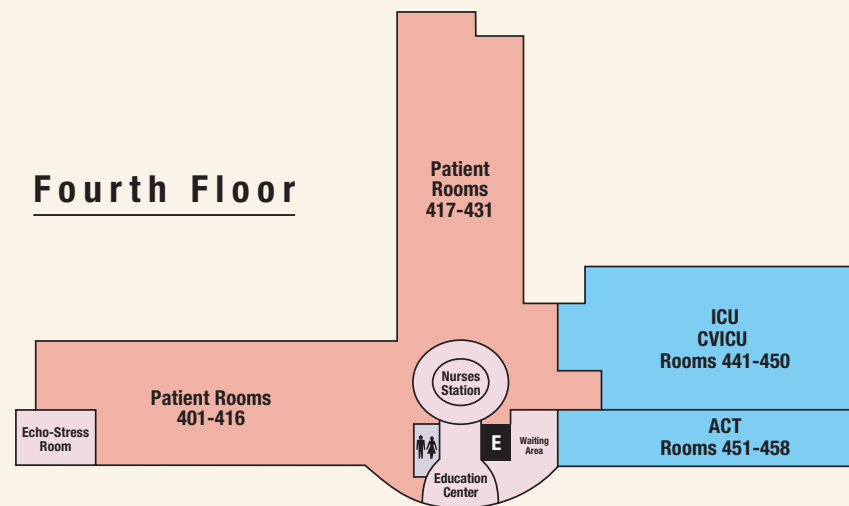 Fourth Floor
Patient
Rooms
417-431
ICU
CVICU
Rooms 441-450
Nurses
Station
Patient Rooms
401-416
Echo-Stress
Room
E
Waiting
Area
ACT
Rooms 451-458
Education
Center